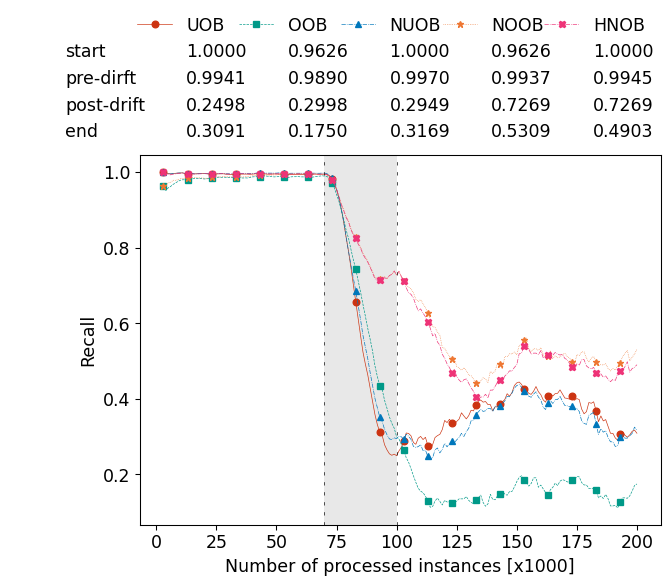 UOB OOB NUOB NOOB HNOB
start 1.0000 0.9626 1.0000 0.9626 1.0000
pre-dirft 0.9941 0.9890 0.9970 0.9937 0.9945
post-drift 0.2498 0.2998 0.2949 0.7269 0.7269
end 0.3091 0.1750 0.3169 0.5309 0.4903
1.0
0.8
0.6
0.4
0.2
Recall
0 25 50 75 100 125 150 175 200
Number of processed instances [x1000]